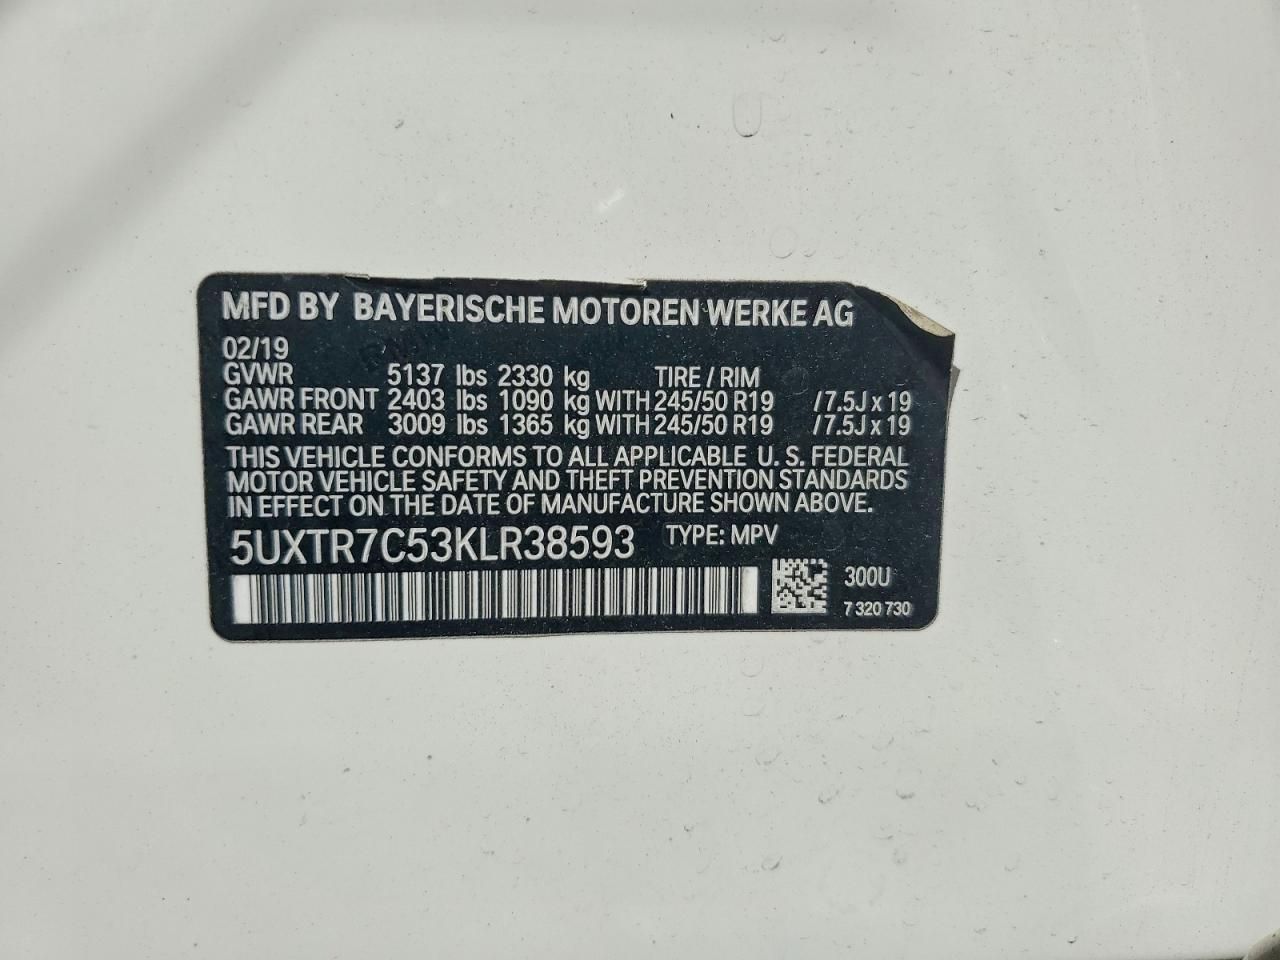 MFD BY BAYERISCHE MOTOREN WERKE AG
02/19
GVWR 5137 lbs 2330 kg TIRE / RIM
GAWR FRONT 2403 lbs 1090 kg WITH 245/50 R19 / 7.5J x 19
GAWR REAR 3009 lbs 1365 kg WITH 245/50 R19 / 7.5J x 19
THIS VEHICLE CONFORMS TO ALL APPLICABLE U. S. FEDERAL
MOTOR VEHICLE SAFETY AND THEFT PREVENTION STANDARDS
IN EFFECT ON THE DATE OF MANUFACTURE SHOWN ABOVE.
5UXTR7C53KLR38593 TYPE: MPV
300U
7 320 730